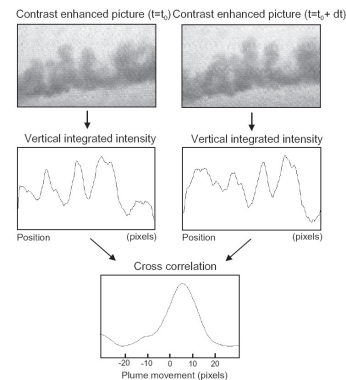 Contrast enhanced picture (t=t₀)
Contrast enhanced picture (t=t₀+ dt)
Vertical integrated intensity
Vertical integrated intensity
Position (pixels)
Position (pixels)
Cross correlation
-20 -10 0 10 20
Plume movement (pixels)